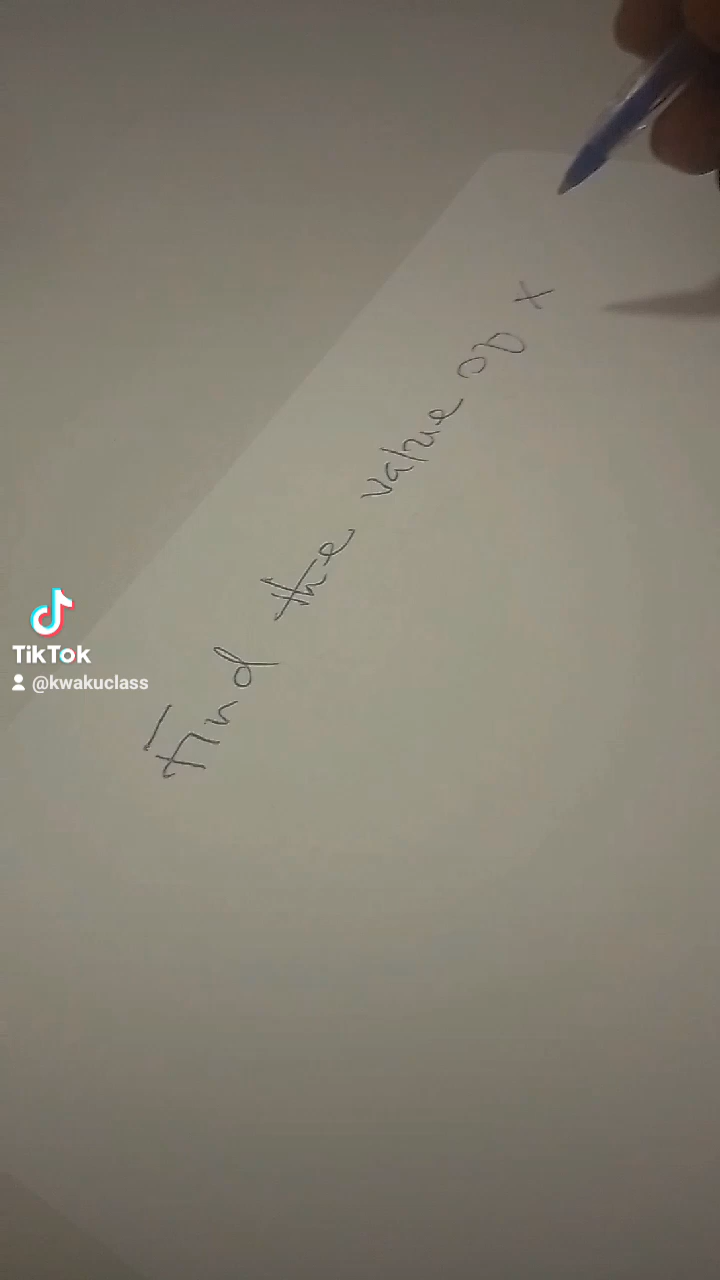 Find the value of x
TikTok
@kwakuclass